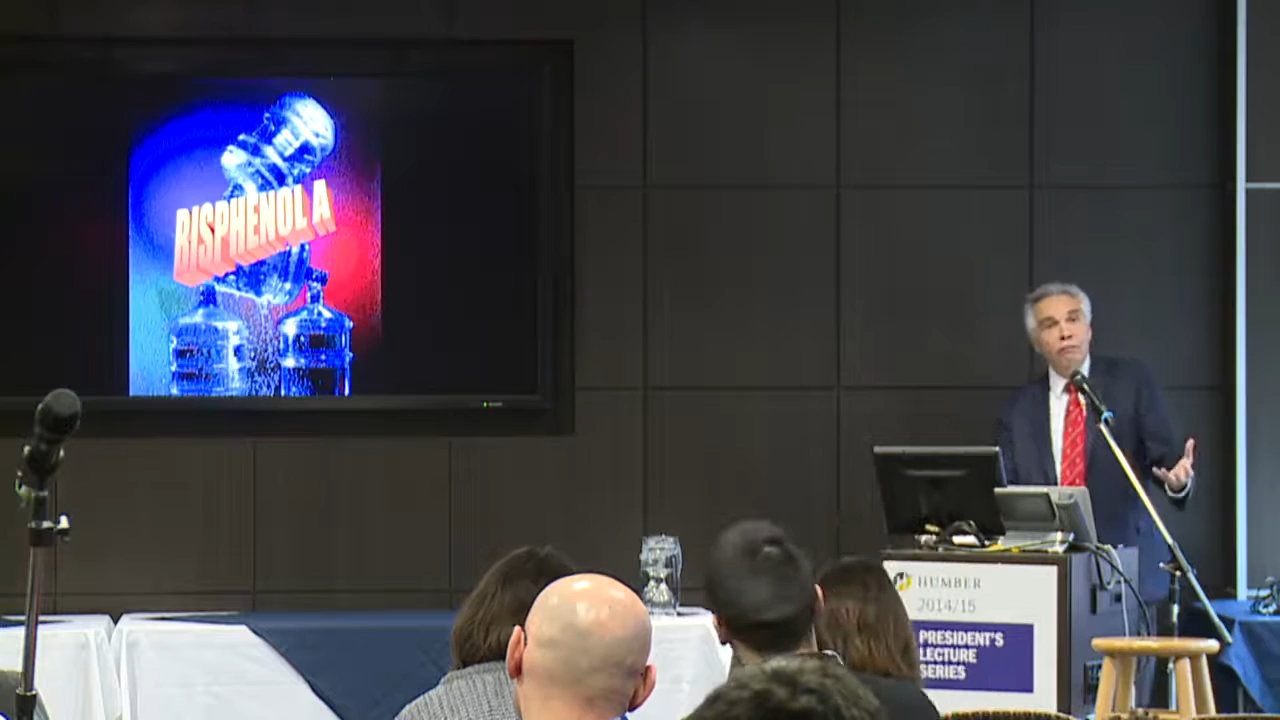 BISPHENOL A
HUMBER
2014/15
PRESIDENT'S
LECTURE
SERIES